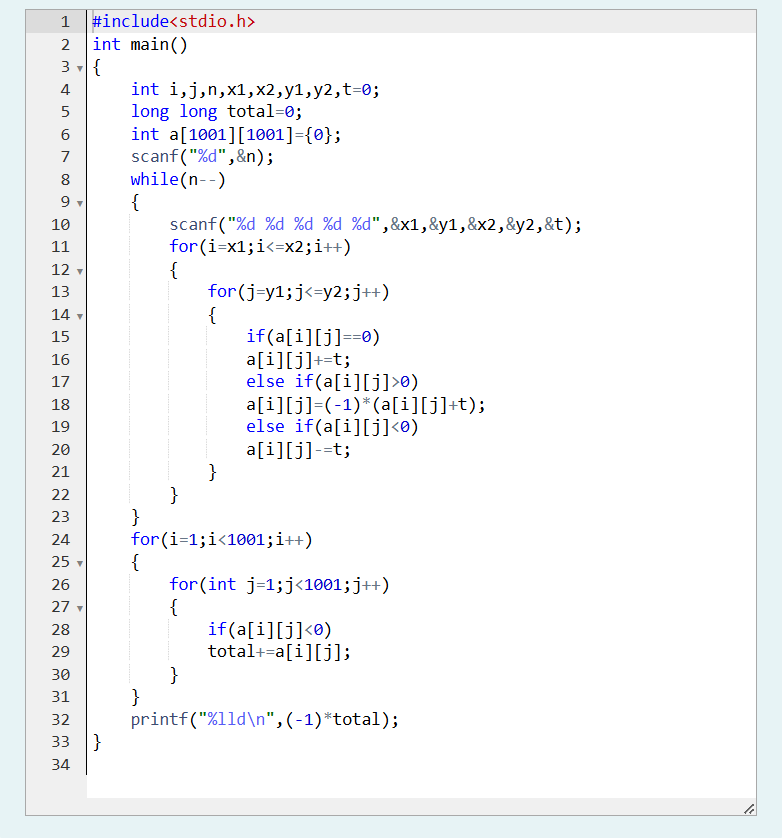 1 #include<stdio.h>
2 int main()
3 {
4 int i,j,n,x1,x2,y1,y2,t=0;
5 long long total=0;
6 int a[1001][1001]={0};
7 scanf("%d",&n);
8 while(n--)
9 {
10 scanf("%d %d %d %d %d",&x1,&y1,&x2,&y2,&t);
11 for(i=x1;i<=x2;i++)
12 {
13 for(j=y1;j<=y2;j++)
14 {
15 if(a[i][j]==0)
16 a[i][j]+=t;
17 else if(a[i][j]>0)
18 a[i][j]=(-1)*(a[i][j]+t);
19 else if(a[i][j]<0)
20 a[i][j]-=t;
21 }
22 }
23 }
24 for(i=1;i<1001;i++)
25 {
26 for(int j=1;j<1001;j++)
27 {
28 if(a[i][j]<0)
29 total+=a[i][j];
30 }
31 }
32 printf("%lld\n",(-1)*total);
33 }
34